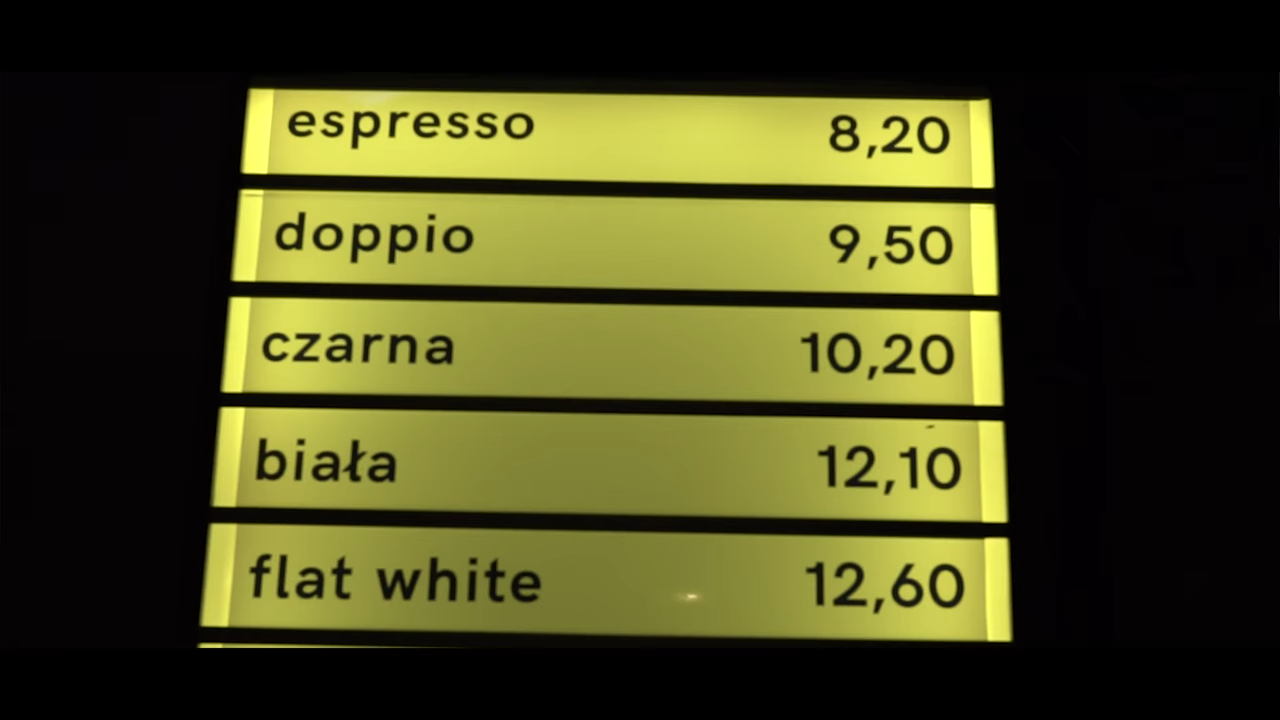 espresso 8,20
doppio 9,50
czarna 10,20
biała 12,10
flat white 12,60